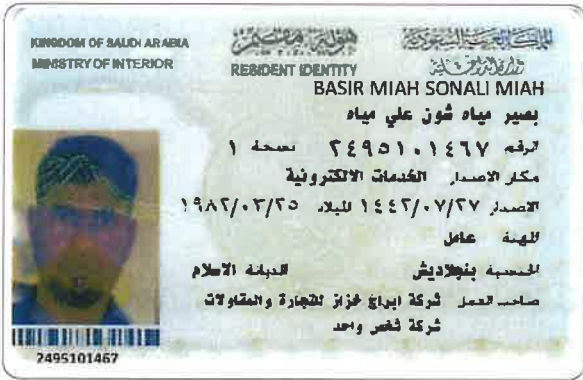 KINGDOM OF SAUDI ARABIA
MINISTRY OF INTERIOR
هوية مقيم
RESIDENT IDENTITY
المملكة العربية السعودية
وزارة الداخلية
BASIR MIAH SONALI MIAH
بصير مياه شون علي مياه
الرقم ٢٤٩٥١٠١٤٦٧ نسخة ١
مكان الاصدار الخدمات الالكترونية
الاصدار ١٤٤٢/٠٧/٢٧ الميلاد ١٩٨٢/٠٣/٢٥
المهنة عامل
الجنسية بنجلاديش الديانة الاسلام
صاحب العمل شركة ابراج خزاز للتجارة والمقاولات
شركة شخص واحد
2495101467